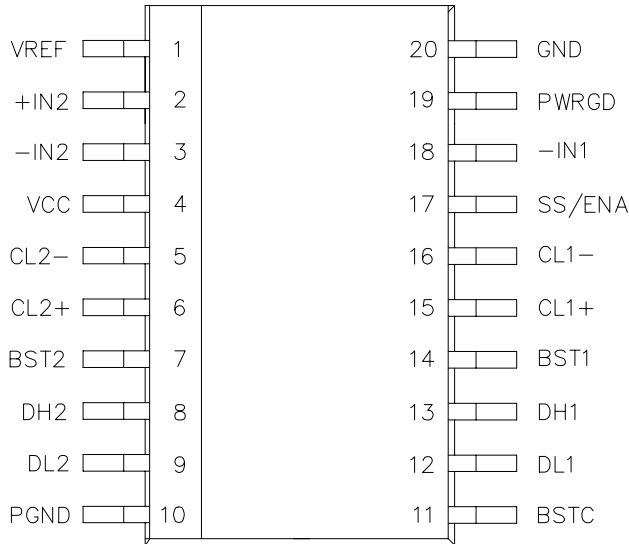 VREF 1 20 GND
+IN2 2 19 PWRGD
−IN2 3 18 −IN1
VCC 4 17 SS/ENA
CL2− 5 16 CL1−
CL2+ 6 15 CL1+
BST2 7 14 BST1
DH2 8 13 DH1
DL2 9 12 DL1
PGND 10 11 BSTC